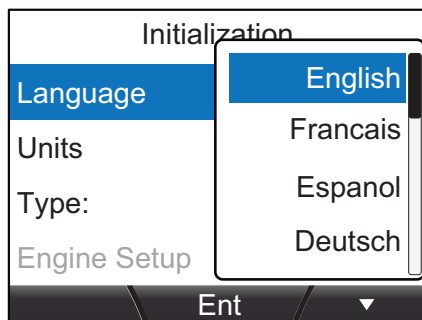 Initialization
Language
Units
Type:
Engine Setup
English
Francais
Espanol
Deutsch
Ent